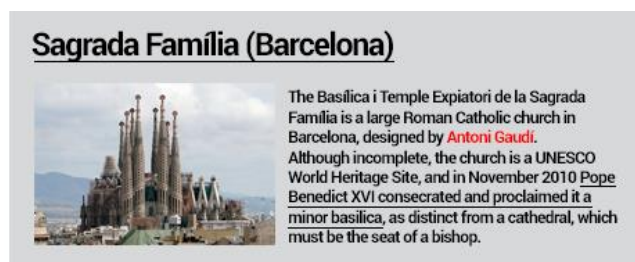 Sagrada Família (Barcelona)
The Basílica i Temple Expiatori de la Sagrada
Família is a large Roman Catholic church in
Barcelona, designed by Antoni Gaudí.
Although incomplete, the church is a UNESCO
World Heritage Site, and in November 2010 Pope
Benedict XVI consecrated and proclaimed it a
minor basilica, as distinct from a cathedral, which
must be the seat of a bishop.